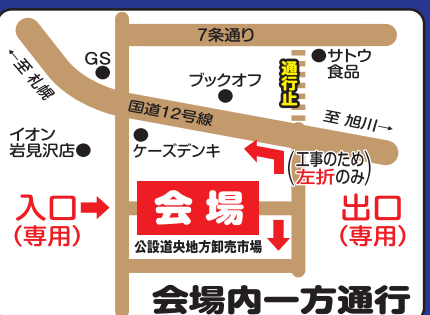 7条通り
GS
サトウ
食品
←至 札幌
ブックオフ
通行止
国道12号線
至 旭川→
イオン
岩見沢店
ケーズデンキ
(工事のため
左折のみ)
入口
(専用)
会場
出口
(専用)
公設道央地方卸売市場
会場内一方通行